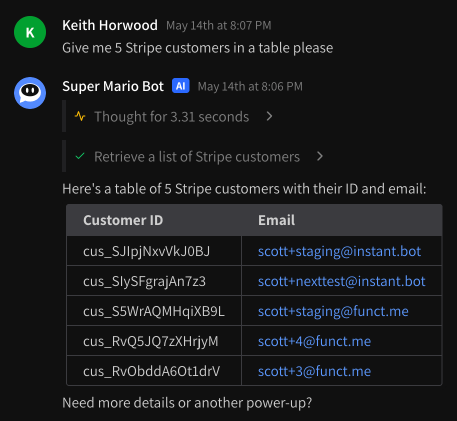 K
Keith Horwood May 14th at 8:07 PM
Give me 5 Stripe customers in a table please
Super Mario Bot AI May 14th at 8:06 PM
Thought for 3.31 seconds
Retrieve a list of Stripe customers
Here's a table of 5 Stripe customers with their ID and email:
Customer ID Email
cus_SJIpjNxvVkJ0BJ scott+staging@instant.bot
cus_SIySFgrajAn7z3 scott+nexttest@instant.bot
cus_S5WrAQMHqiXB9L scott+staging@funct.me
cus_RvQ5JQ7zXHrjyM scott+4@funct.me
cus_RvObddA6Ot1drV scott+3@funct.me
Need more details or another power-up?